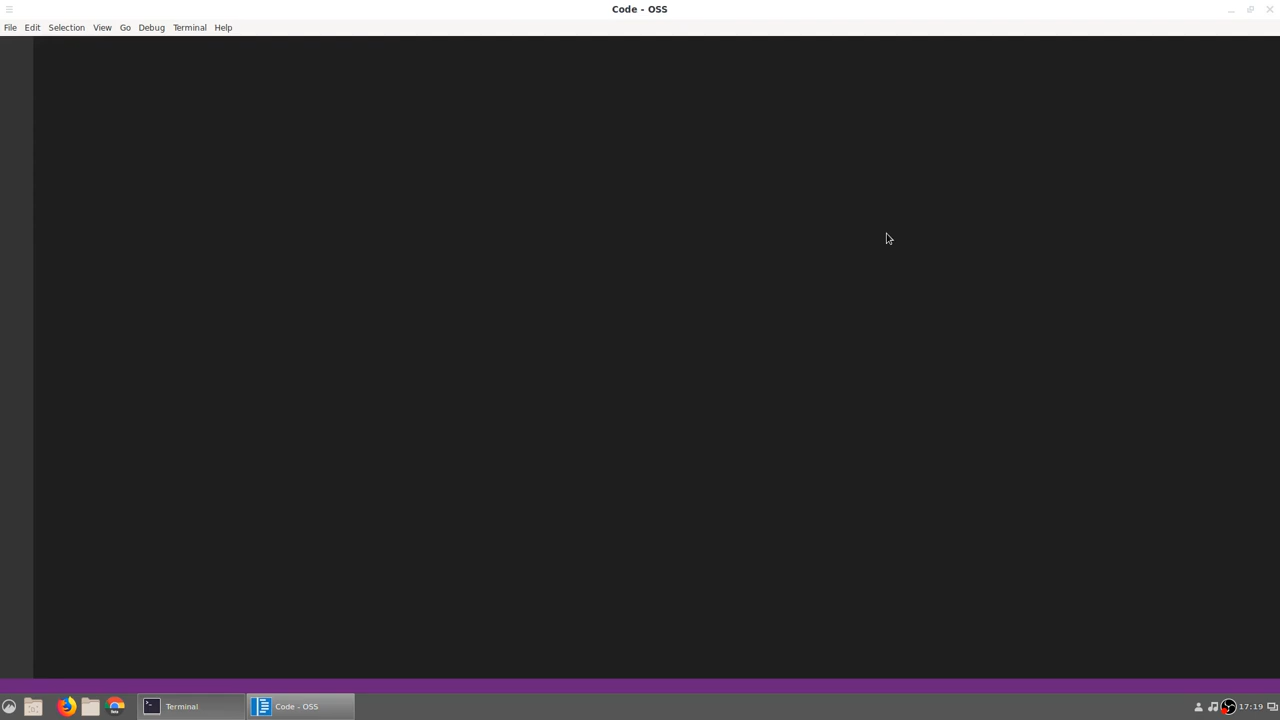 Code - OSS
File Edit Selection View Go Debug Terminal Help
Terminal Code - OSS 17:19